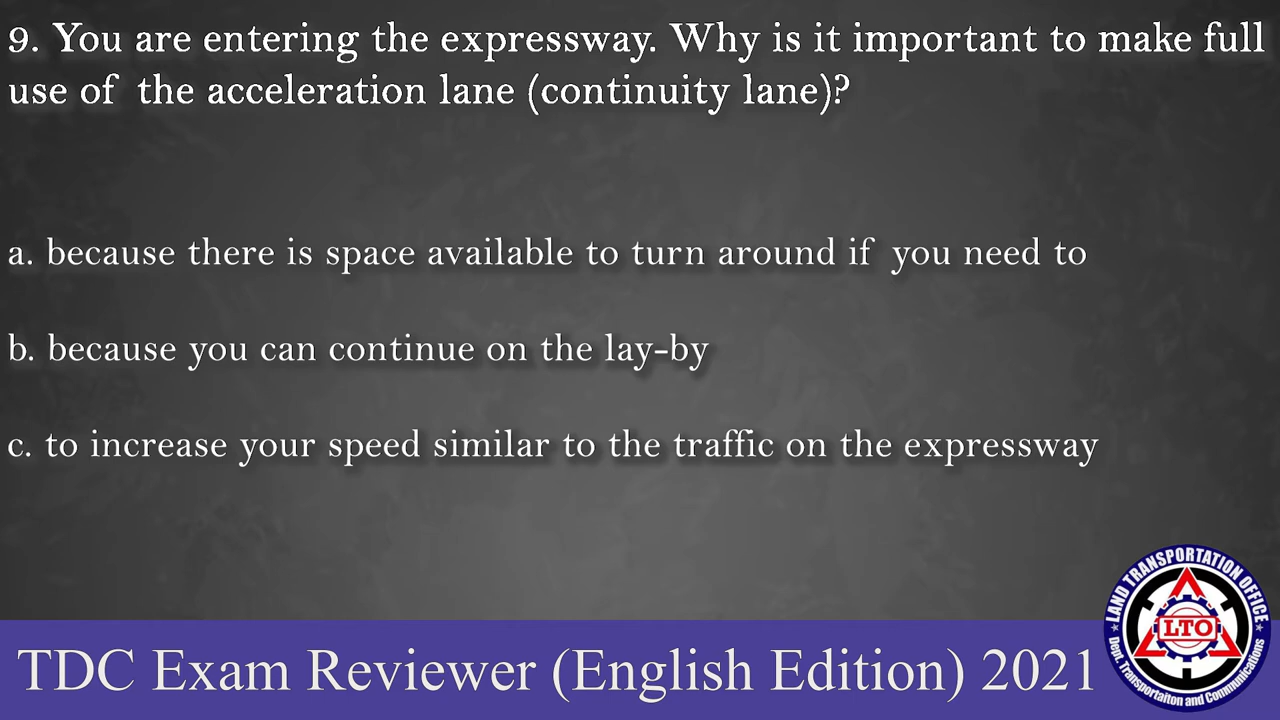 9. You are entering the expressway. Why is it important to make full
use of the acceleration lane (continuity lane)?
a. because there is space available to turn around if you need to
b. because you can continue on the lay-by
c. to increase your speed similar to the traffic on the expressway
TDC Exam Reviewer (English Edition) 2021
LAND TRANSPORTATION OFFICE
LTO
Dept. Transportaiton and Communications